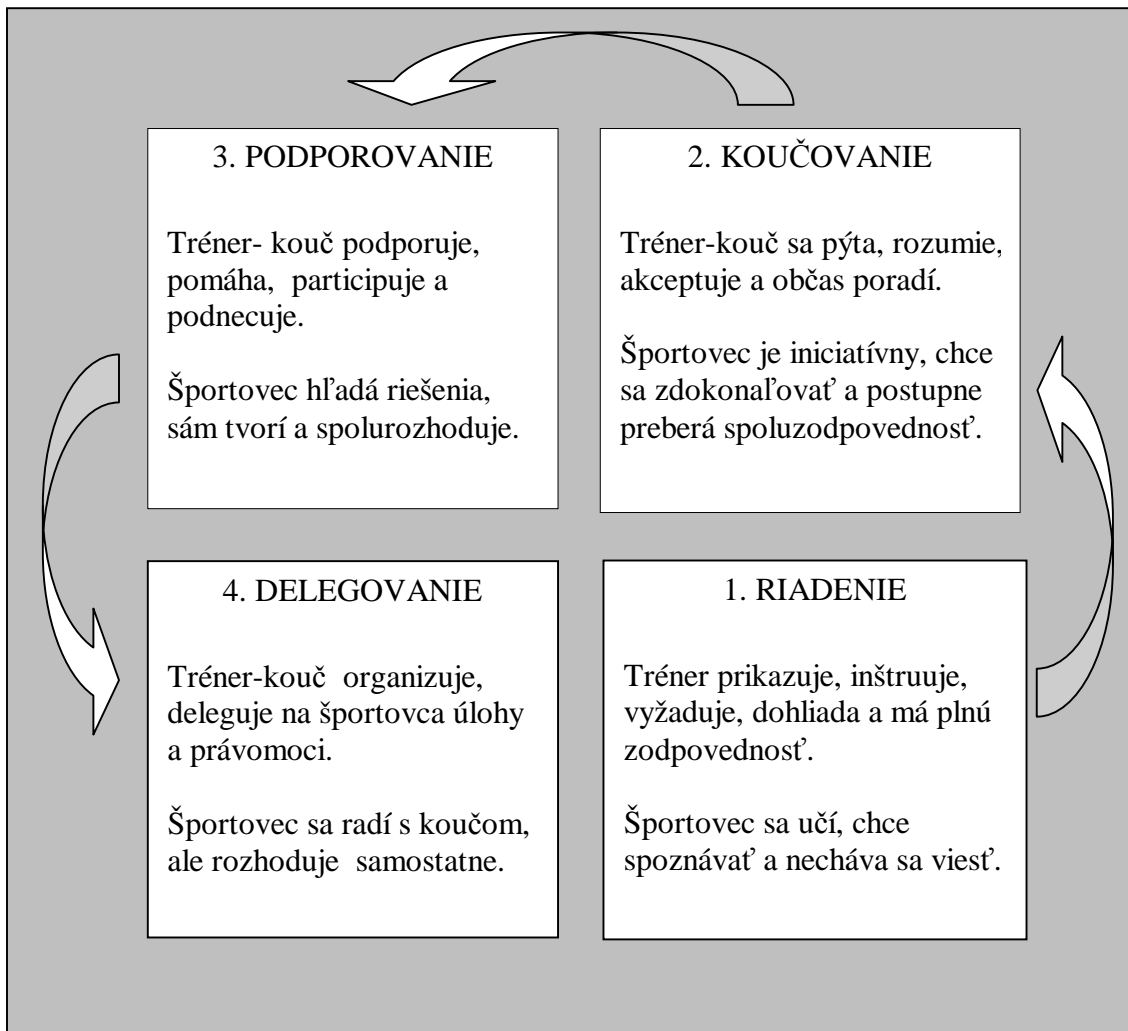 3. PODPOROVANIE
Tréner- kouč podporuje,
pomáha, participuje a
podnecuje.
Športovec hľadá riešenia,
sám tvorí a spolurozhoduje.
2. KOUČOVANIE
Tréner-kouč sa pýta, rozumie,
akceptuje a občas poradí.
Športovec je iniciatívny, chce
sa zdokonaľovať a postupne
preberá spoluzodpovednosť.
4. DELEGOVANIE
Tréner-kouč organizuje,
deleguje na športovca úlohy
a právomoci.
Športovec sa radí s koučom,
ale rozhoduje samostatne.
1. RIADENIE
Tréner prikazuje, inštruuje,
vyžaduje, dohliada a má plnú
zodpovednosť.
Športovec sa učí, chce
spoznávať a necháva sa viesť.